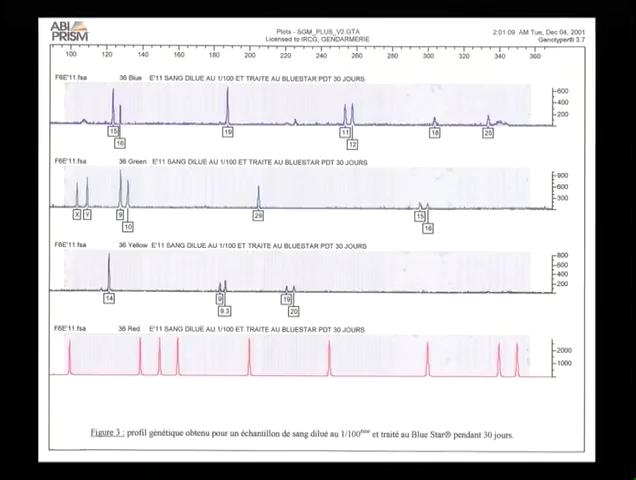 ABI
PRISM
Plots - SGM_PLUS_V2.GTA
Licensed to IRCG, GENDARMERIE
2:01:09 AM Tue, Dec 04, 2001
Genotyper® 3.7
100 120 140 160 180 200 220 240 260 280 300 320 340 360
F6E'11.fsa 36 Blue E'11 SANG DILUE AU 1/100 ET TRAITE AU BLUESTAR PDT 30 JOURS
600
400
200
15 19 11 18 25
16 12
F6E'11.fsa 36 Green E'11 SANG DILUE AU 1/100 ET TRAITE AU BLUESTAR PDT 30 JOURS
900
600
300
X Y 9 29 15
10 16
F6E'11.fsa 36 Yellow E'11 SANG DILUE AU 1/100 ET TRAITE AU BLUESTAR PDT 30 JOURS
800
600
400
200
14 9 19
9.3 20
F6E'11.fsa 36 Red E'11 SANG DILUE AU 1/100 ET TRAITE AU BLUESTAR PDT 30 JOURS
2000
1000
Figure 3 : profil génétique obtenu pour un échantillon de sang dilué au 1/100ème et traité au Blue Star® pendant 30 jours.